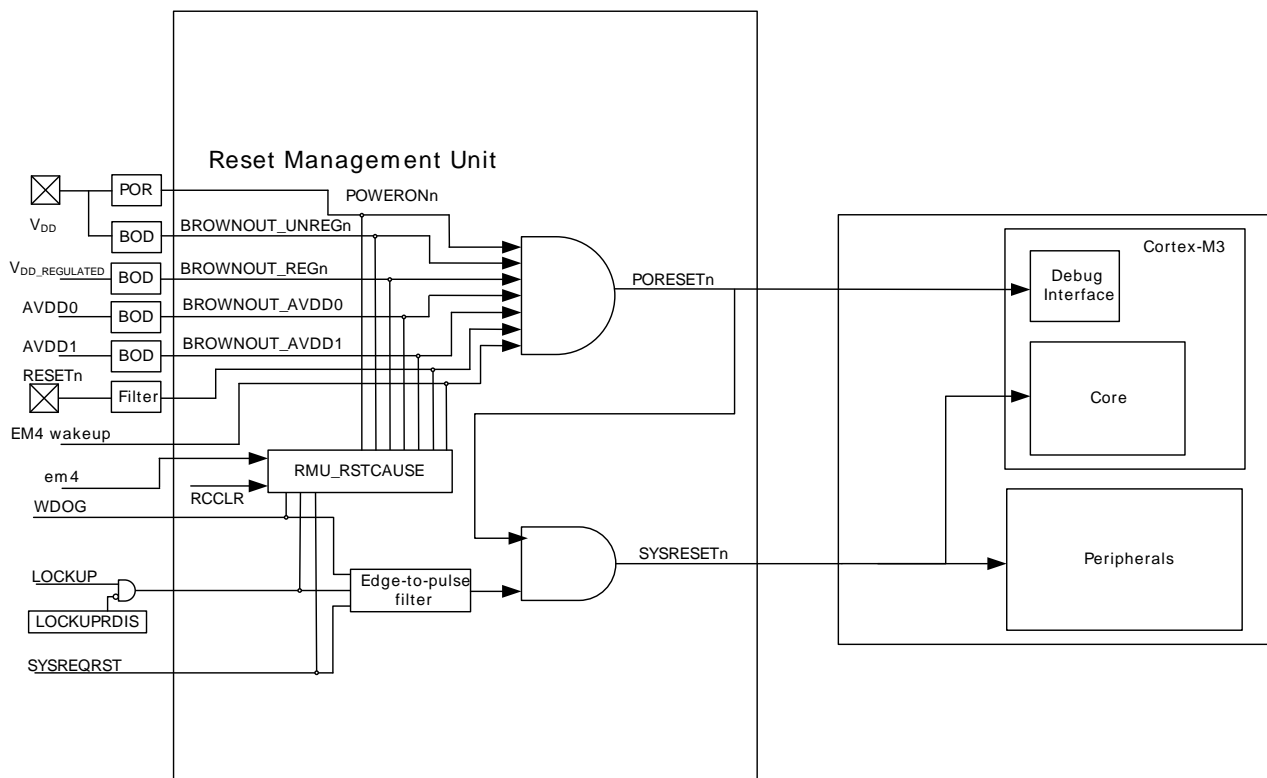 Reset Management Unit
POR
POWERONn
VDD
BOD
BROWNOUT_UNREGn
Cortex-M3
VDD_REGULATED
BOD
BROWNOUT_REGn
PORESETn
Debug
Interface
AVDD0
BOD
BROWNOUT_AVDD0
AVDD1
BOD
BROWNOUT_AVDD1
RESETn
Filter
Core
EM4 wakeup
em4
RMU_RSTCAUSE
RCCLR
WDOG
SYSRESETn
Peripherals
LOCKUP
Edge-to-pulse
filter
LOCKUPRDIS
SYSREQRST